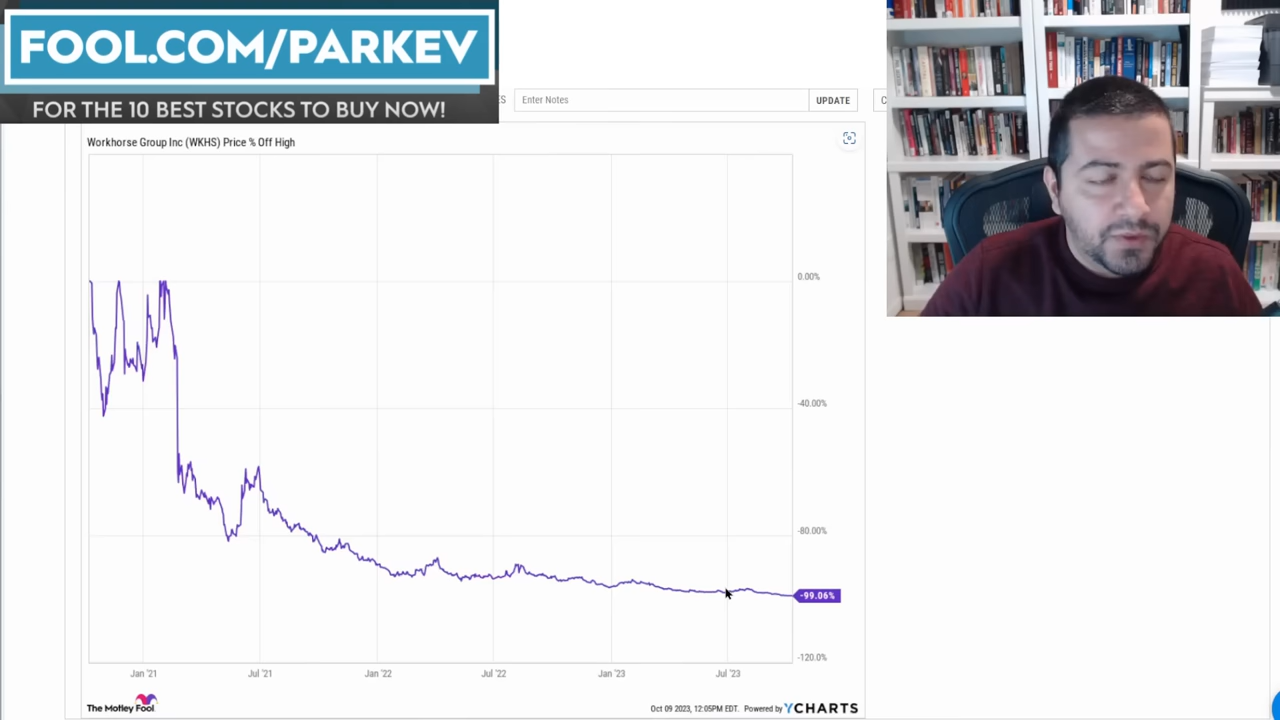 FOOL.COM/PARKEV
FOR THE 10 BEST STOCKS TO BUY NOW!
ES
Enter Notes
UPDATE
C
Workhorse Group Inc (WKHS) Price % Off High
0.00%
-40.00%
-80.00%
-99.06%
-120.0%
Jan '21
Jul '21
Jan '22
Jul '22
Jan '23
Jul '23
The Motley Fool
Oct 09 2023, 12:05PM EDT. Powered by YCHARTS